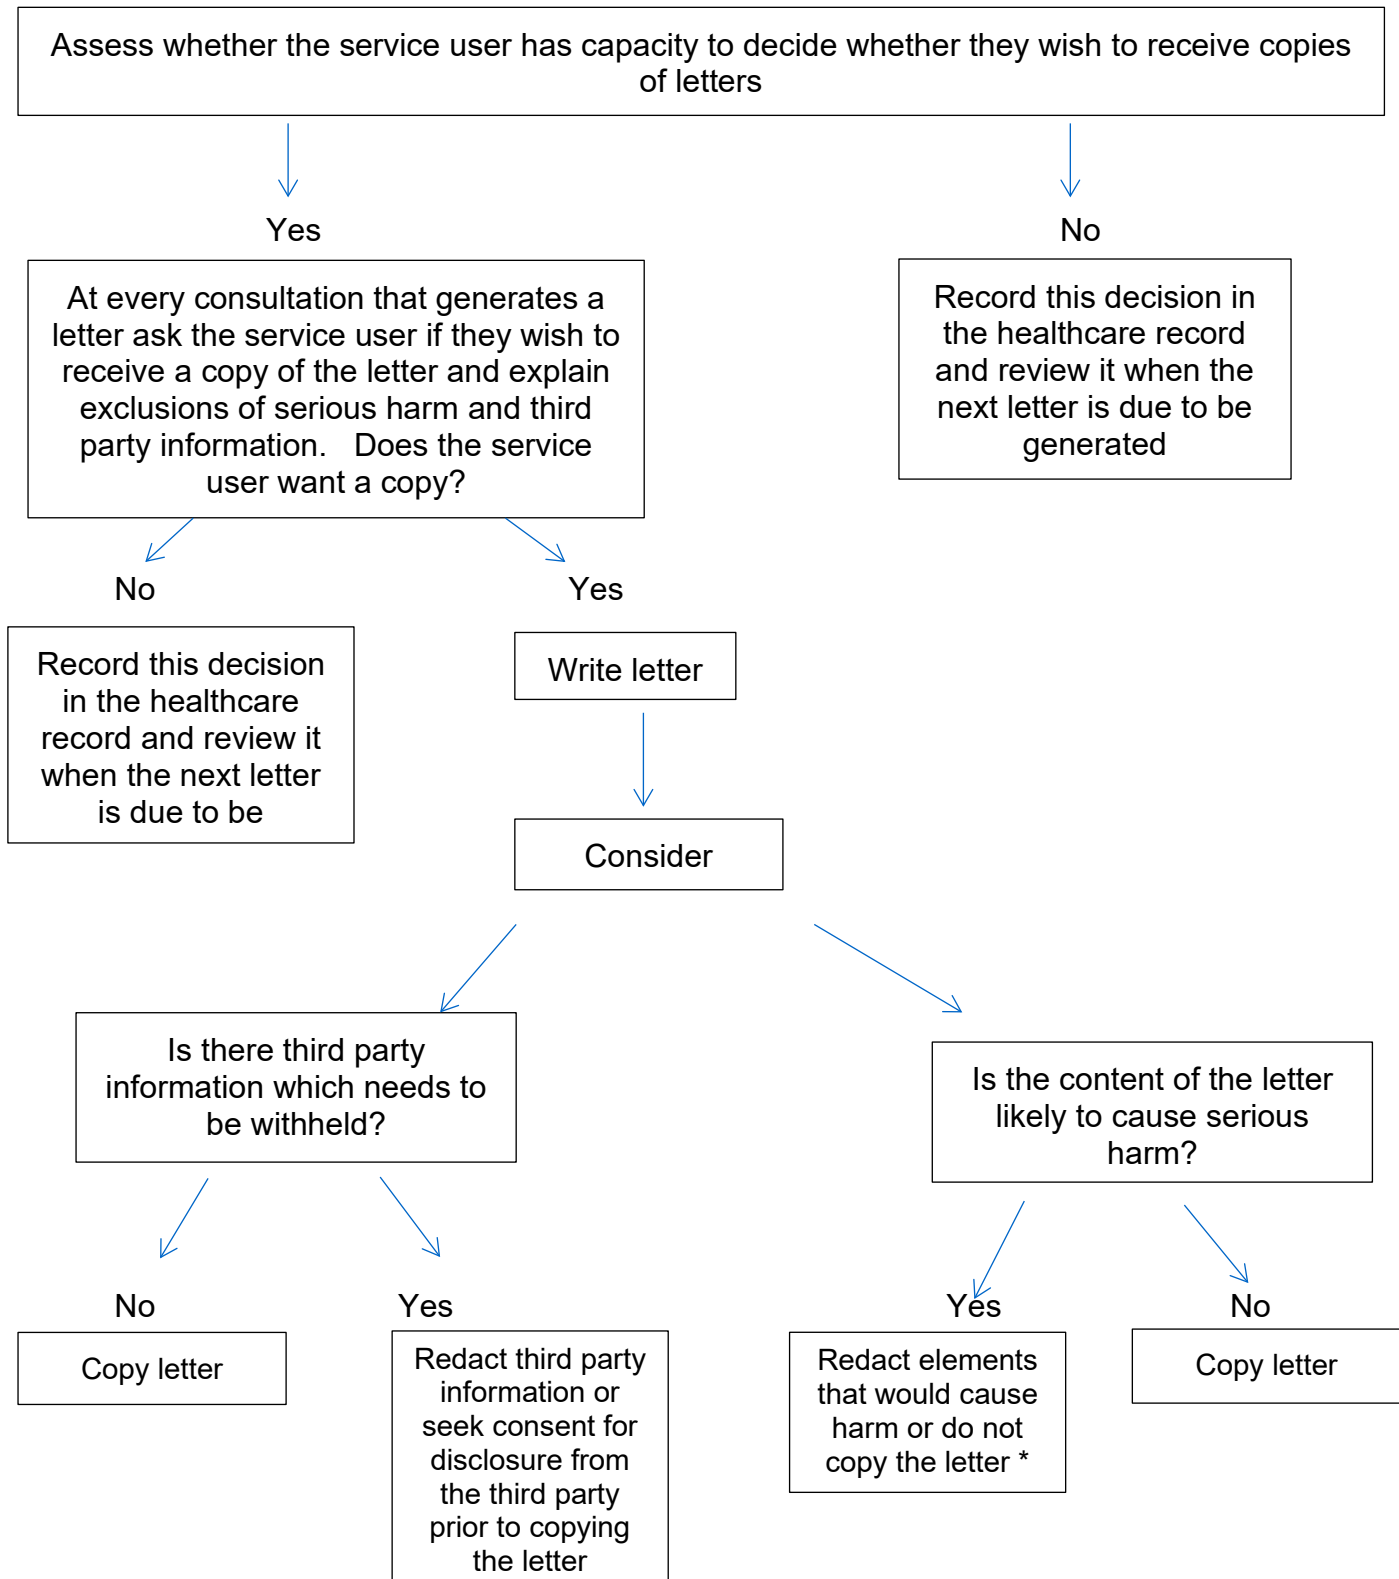 Assess whether the service user has capacity to decide whether they wish to receive copies
of letters
Yes
No
At every consultation that generates a
letter ask the service user if they wish to
receive a copy of the letter and explain
exclusions of serious harm and third
party information.   Does the service
user want a copy?
Record this decision in
the healthcare record
and review it when the
next letter is due to be
generated
No
Yes
Record this decision
in the healthcare
record and review it
when the next letter
is due to be
Write letter
Consider
Is there third party
information which needs to
be withheld?
Is the content of the letter
likely to cause serious
harm?
No
Yes
Yes
No
Copy letter
Redact third party
information or
seek consent for
disclosure from
the third party
prior to copying
the letter
Redact elements
that would cause
harm or do not
copy the letter *
Copy letter